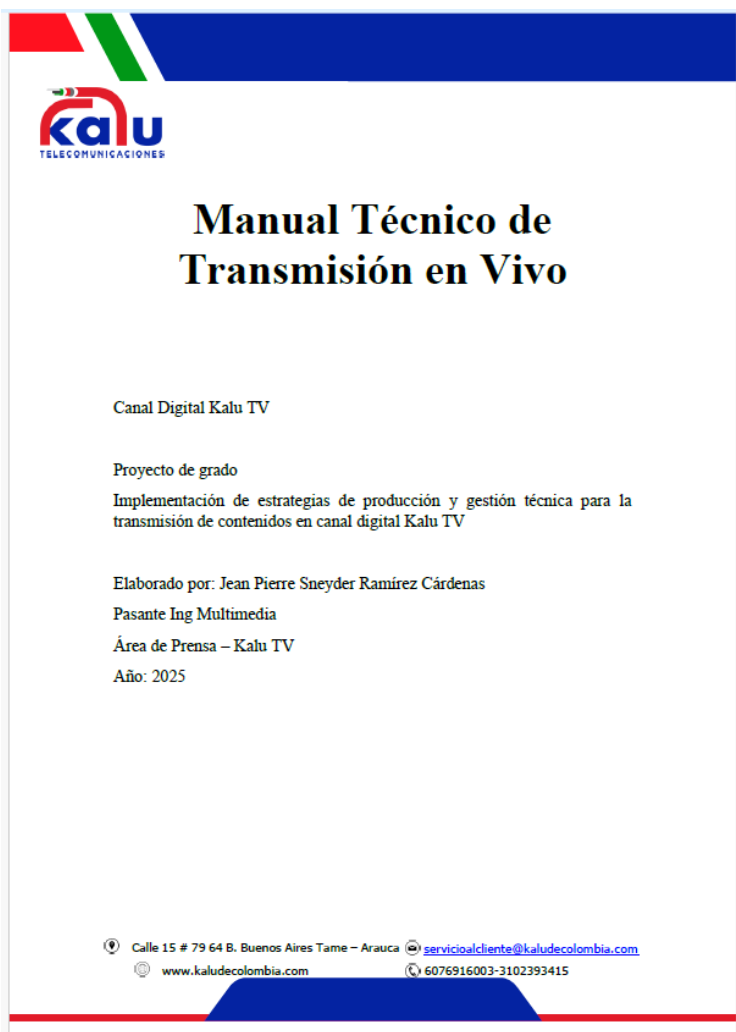 kalu
TELECOMUNICACIONES
Manual Técnico de
Transmisión en Vivo
Canal Digital Kalu TV
Proyecto de grado
Implementación de estrategias de producción y gestión técnica para la
transmisión de contenidos en canal digital Kalu TV
Elaborado por: Jean Pierre Sneyder Ramírez Cárdenas
Pasante Ing Multimedia
Área de Prensa – Kalu TV
Año: 2025
Calle 15 # 79 64 B. Buenos Aires Tame – Arauca servicioalcliente@kaludecolombia.com
www.kaludecolombia.com 6076916003-3102393415